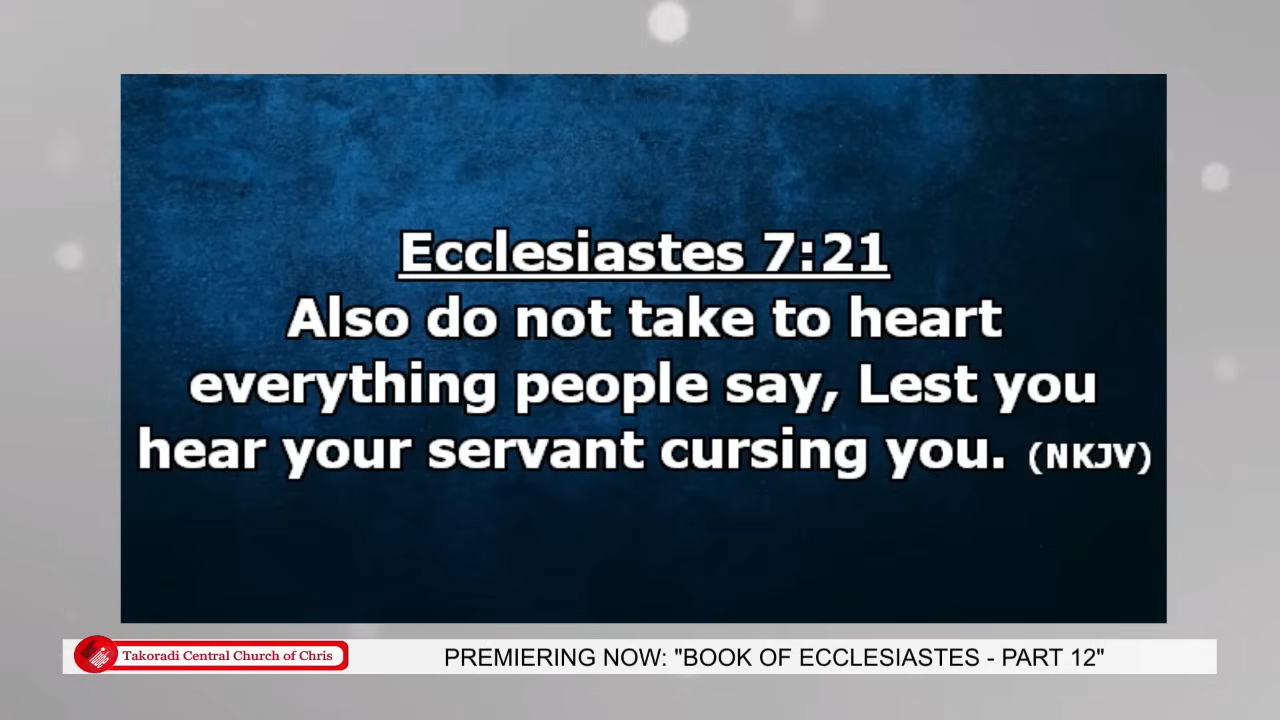 Ecclesiastes 7:21
Also do not take to heart
everything people say, Lest you
hear your servant cursing you. (NKJV)
Takoradi Central Church of Chris
PREMIERING NOW: "BOOK OF ECCLESIASTES - PART 12"